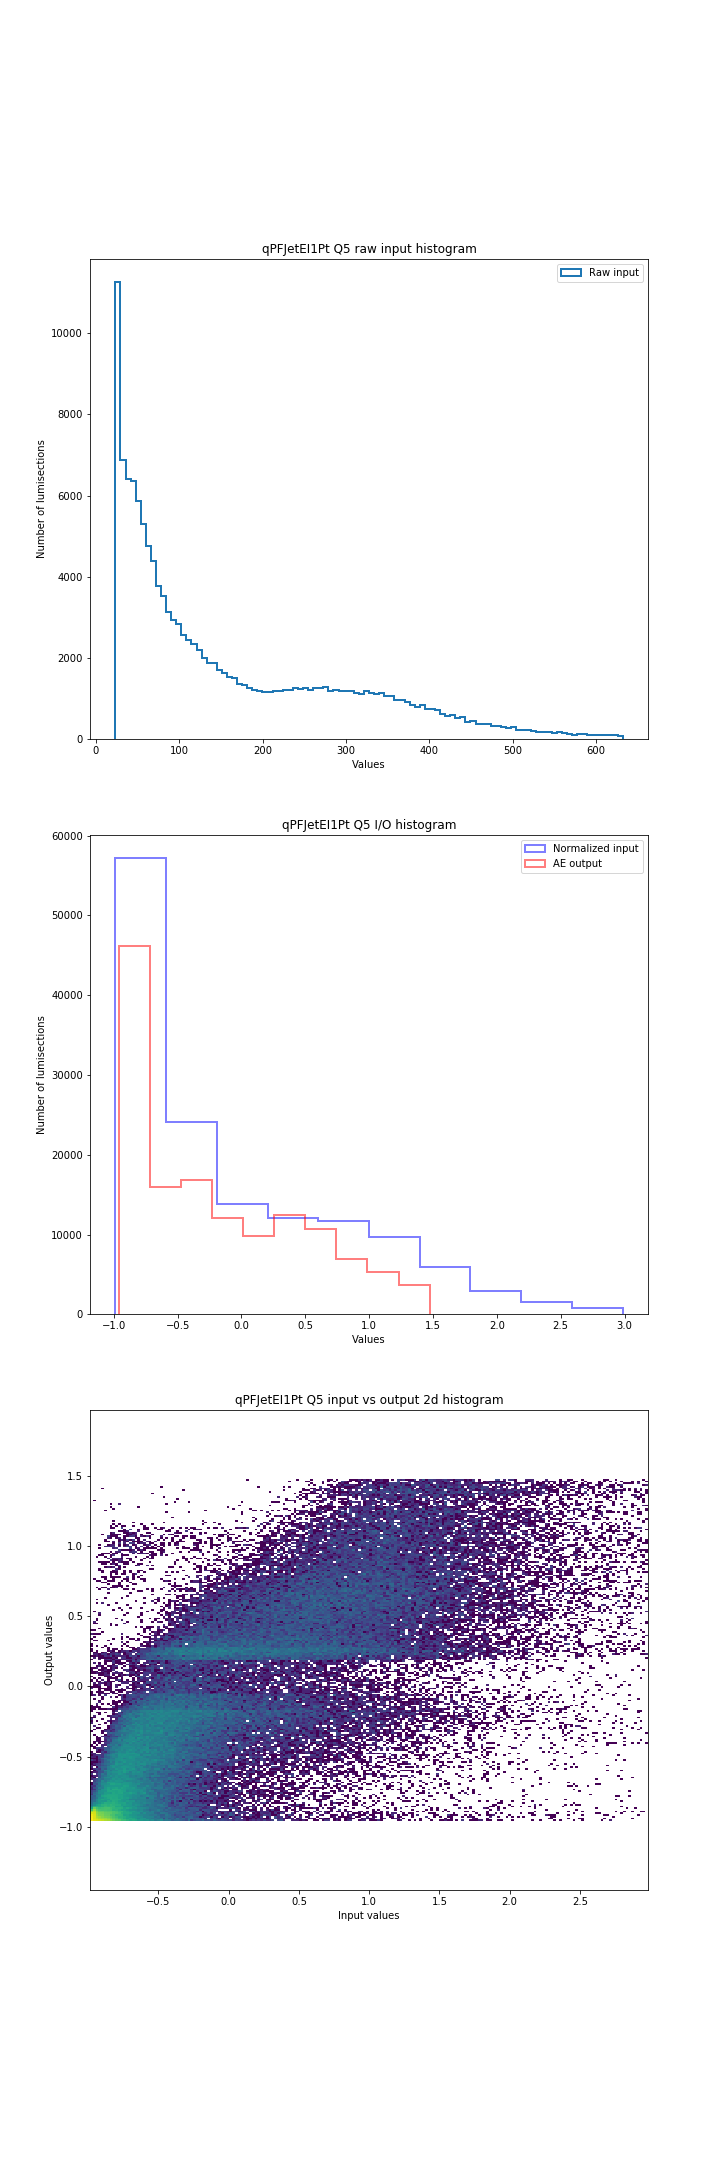 qPFJetEI1Pt Q5 raw input histogram
Raw input
10000
8000
6000
4000
2000
0
Number of lumisections
0 100 200 300 400 500 600
Values
qPFJetEI1Pt Q5 I/O histogram
Normalized input
AE output
60000
50000
40000
30000
20000
10000
0
Number of lumisections
−1.0 −0.5 0.0 0.5 1.0 1.5 2.0 2.5 3.0
Values
qPFJetEI1Pt Q5 input vs output 2d histogram
1.5
1.0
0.5
0.0
−0.5
−1.0
Output values
−0.5 0.0 0.5 1.0 1.5 2.0 2.5
Input values